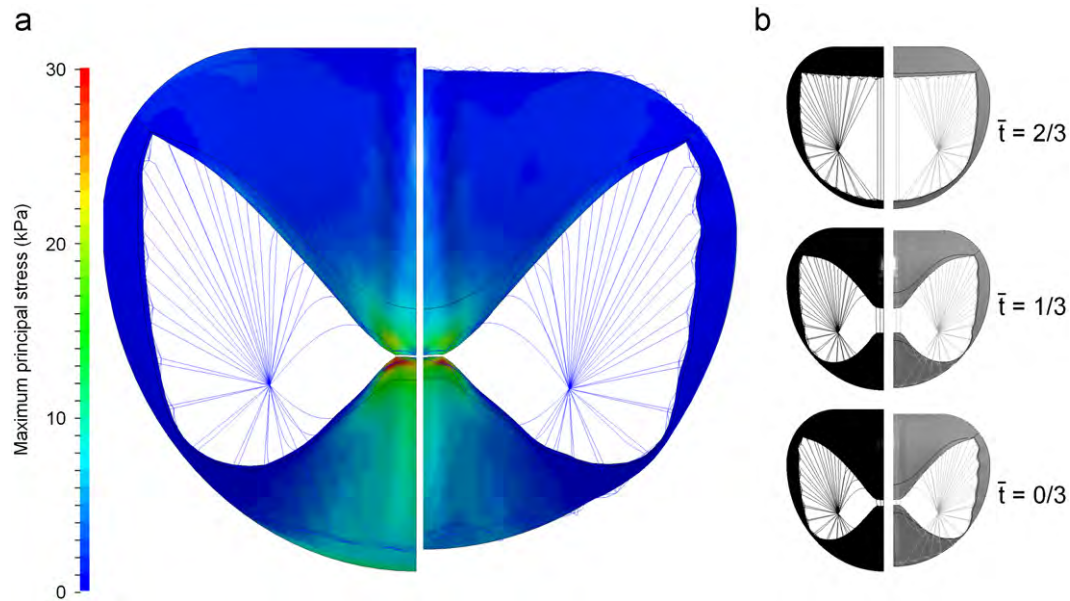 a
b
Maximum principal stress (kPa)
30
20
10
0
t̄ = 2/3
t̄ = 1/3
t̄ = 0/3